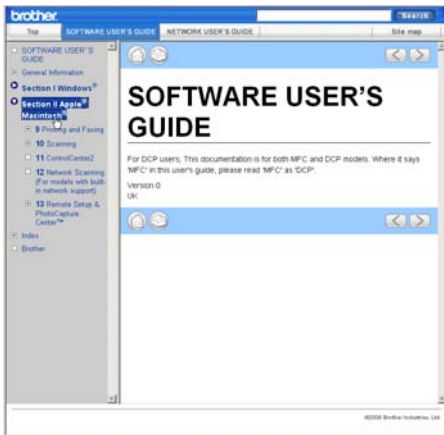 brother.
Search
Top
SOFTWARE USER'S GUIDE
NETWORK USER'S GUIDE
Site map
SOFTWARE USER' S
GUIDE
General Information
Section I Windows®
Section II Apple®
Macintosh®
9 Printing and Faxing
10 Scanning
11 ControlCenter2
12 Network Scanning
(For models with built-
in network support)
13 Remote Setup &
PhotoCapture
Center™
Index
Brother
SOFTWARE USER'S
GUIDE
For DCP users; This documentation is for both MFC and DCP models. Where it says
'MFC' in this user's guide, please read 'MFC' as 'DCP'.
Version 0
UK
Brother Industries, Ltd.